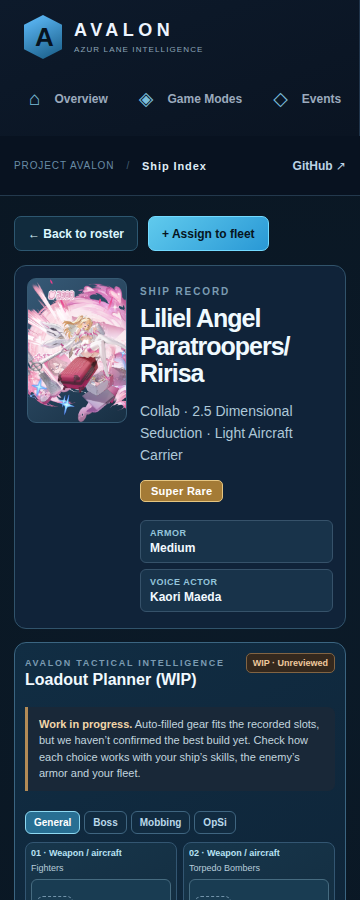 A AVALON
AZUR LANE INTELLIGENCE
⌂ Overview ◈ Game Modes ◇ Events
PROJECT AVALON / Ship Index GitHub ↗
← Back to roster + Assign to fleet
SHIP RECORD
Liliel Angel
Paratroopers/
Ririsa
Collab · 2.5 Dimensional
Seduction · Light Aircraft
Carrier
Super Rare
ARMOR
Medium
VOICE ACTOR
Kaori Maeda
AVALON TACTICAL INTELLIGENCE
WIP · Unreviewed
Loadout Planner (WIP)
Work in progress. Auto-filled gear fits the recorded slots,
but we haven’t confirmed the best build yet. Check how
each choice works with your ship’s skills, the enemy’s
armor and your fleet.
General Boss Mobbing OpSi
01 · Weapon / aircraft 02 · Weapon / aircraft
Fighters Torpedo Bombers